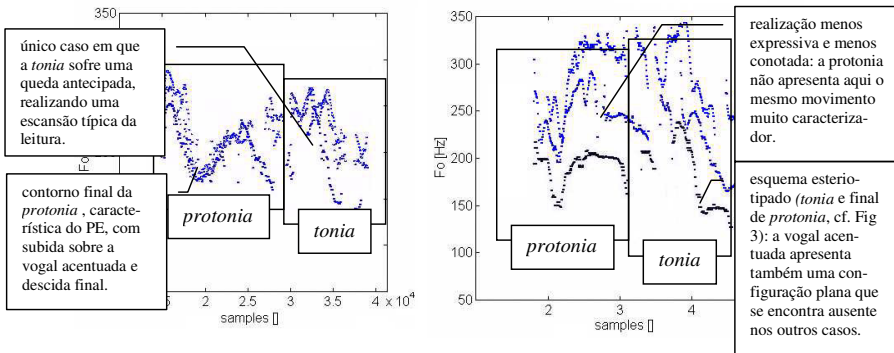 350
único caso em que
a tonia sofre uma
queda antecipada,
realizando uma
escansão típica da
leitura.
Fo
contorno final da
protonia , caracte-
rística do PE, com
subida sobre a
vogal acentuada e
descida final.
protonia
tonia
5 2 2.5 3 3.5 4 x 10^4
samples []
350
300
250
200
150
100
50
Fo [Hz]
protonia
tonia
2 3 4
samples []
realização menos
expressiva e menos
conotada: a protonia
não apresenta aqui o
mesmo movimento
muito caracteriza-
dor.
esquema esterio-
tipado (tonia e final
de protonia, cf. Fig
3): a vogal acen-
tuada apresenta
também uma con-
figuração plana que
se encontra ausente
nos outros casos.